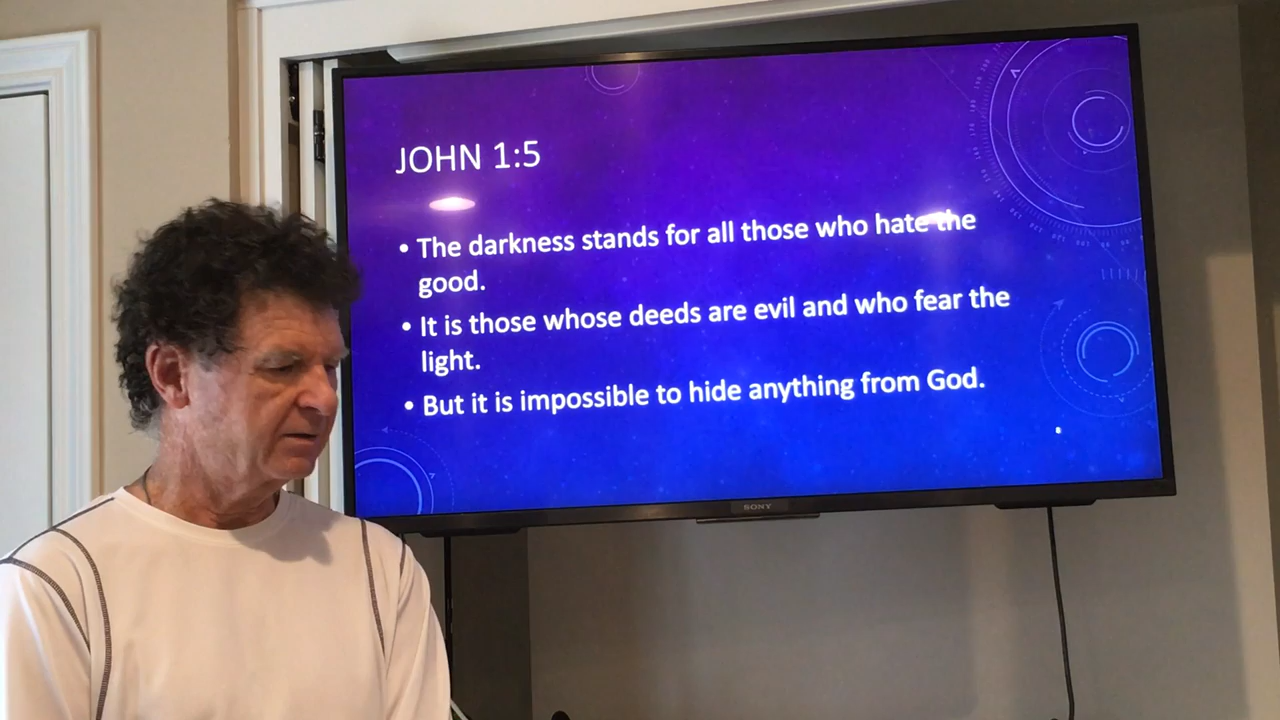 JOHN 1:5
• The darkness stands for all those who hate the
good.
• It is those whose deeds are evil and who fear the
light.
• But it is impossible to hide anything from God.
SONY